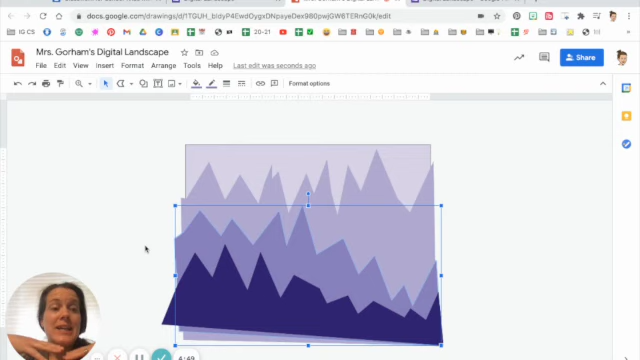 docs.google.com/drawings/d/1TGUH_bIdyP4EwdOygxDNpsyeDex980pwjGW6TERnG0k/edit
IG CS
20-21
Mrs. Gorham's Digital Landscape
File Edit View Insert Format Arrange Tools Help Last edit was seconds ago
Share
Format options
4:49